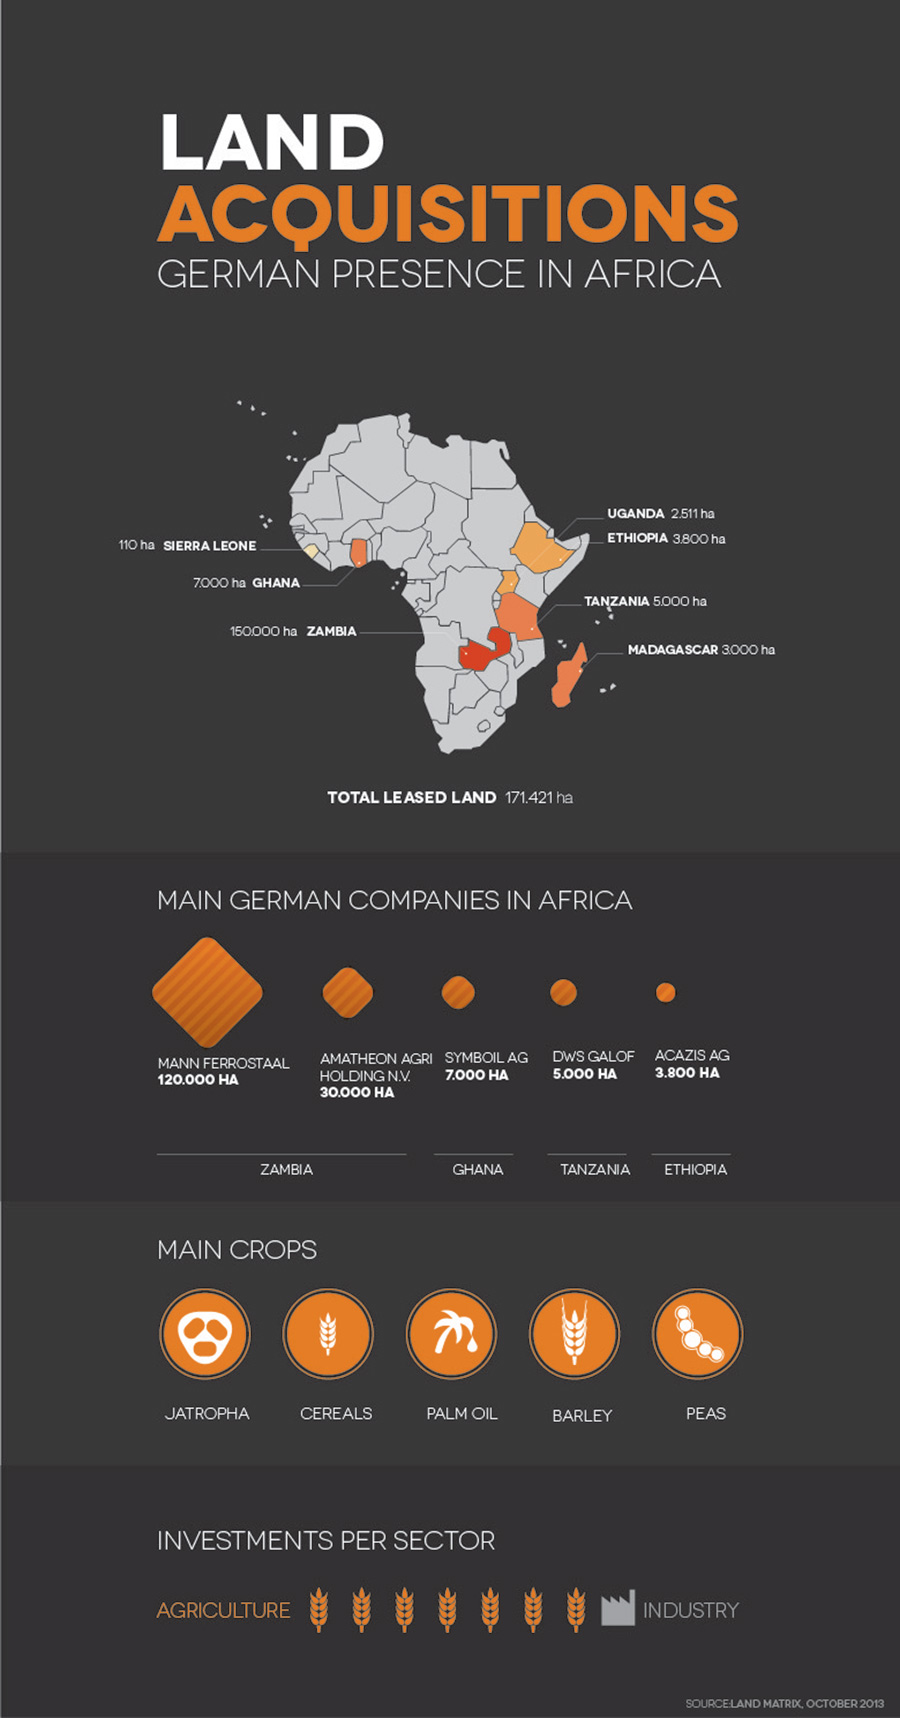 LAND
ACQUISITIONS
GERMAN PRESENCE IN AFRICA
UGANDA 2.511 ha
ETHIOPIA 3.800 ha
110 ha SIERRA LEONE
7.000 ha GHANA
TANZANIA 5.000 ha
150.000 ha ZAMBIA
MADAGASCAR 3.000 ha
TOTAL LEASED LAND 171.421 ha
MAIN GERMAN COMPANIES IN AFRICA
MANN FERROSTAAL
120.000 HA
AMATHEON AGRI
HOLDING N.V.
30.000 HA
SYMBOIL AG
7.000 HA
DWS GALOF
5.000 HA
ACAZIS AG
3.800 HA
ZAMBIA
GHANA
TANZANIA
ETHIOPIA
MAIN CROPS
JATROPHA
CEREALS
PALM OIL
BARLEY
PEAS
INVESTMENTS PER SECTOR
AGRICULTURE
INDUSTRY
SOURCE:LAND MATRIX, OCTOBER 2013